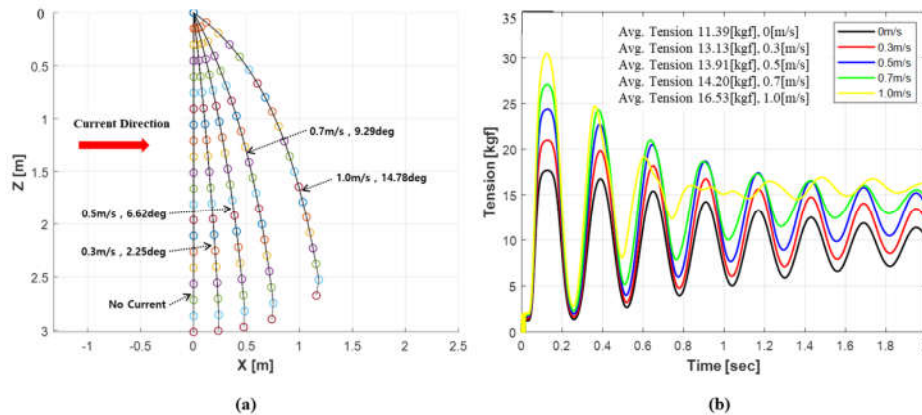 0
0.5
1
1.5
2
2.5
3
Z [m]
-1
-0.5
0
0.5
1
1.5
2
2.5
X [m]
Current Direction
0.7m/s , 9.29deg
1.0m/s , 14.78deg
0.5m/s , 6.62deg
0.3m/s , 2.25deg
No Current
(a)
35
30
25
20
15
10
5
0
Tension [kgf]
0
0.2
0.4
0.6
0.8
1
1.2
1.4
1.6
1.8
Time [sec]
Avg. Tension 11.39[kgf], 0[m/s]
Avg. Tension 13.13[kgf], 0.3[m/s]
Avg. Tension 13.91[kgf], 0.5[m/s]
Avg. Tension 14.20[kgf], 0.7[m/s]
Avg. Tension 16.53[kgf], 1.0[m/s]
0m/s
0.3m/s
0.5m/s
0.7m/s
1.0m/s
(b)